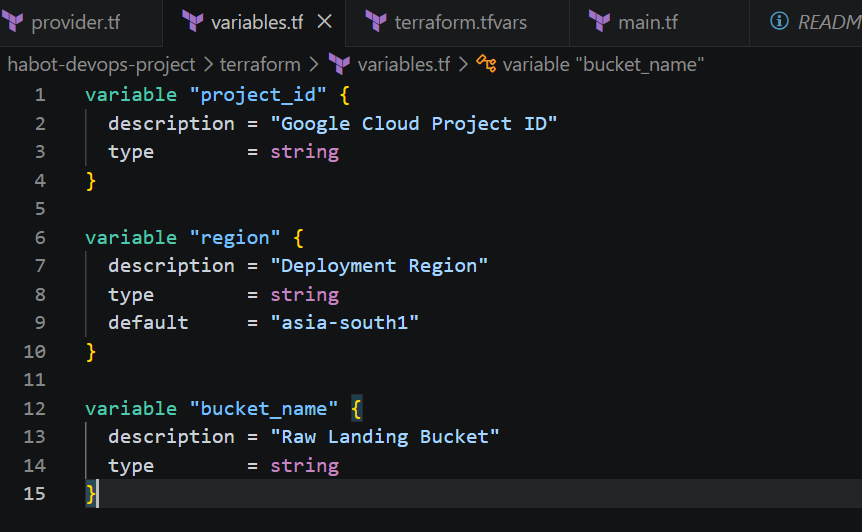 provider.tf variables.tf terraform.tfvars main.tf READM
habot-devops-project > terraform > variables.tf > variable "bucket_name"
1 variable "project_id" {
2   description = "Google Cloud Project ID"
3   type        = string
4 }
5
6 variable "region" {
7   description = "Deployment Region"
8   type        = string
9   default     = "asia-south1"
10 }
11
12 variable "bucket_name" {
13   description = "Raw Landing Bucket"
14   type        = string
15 }